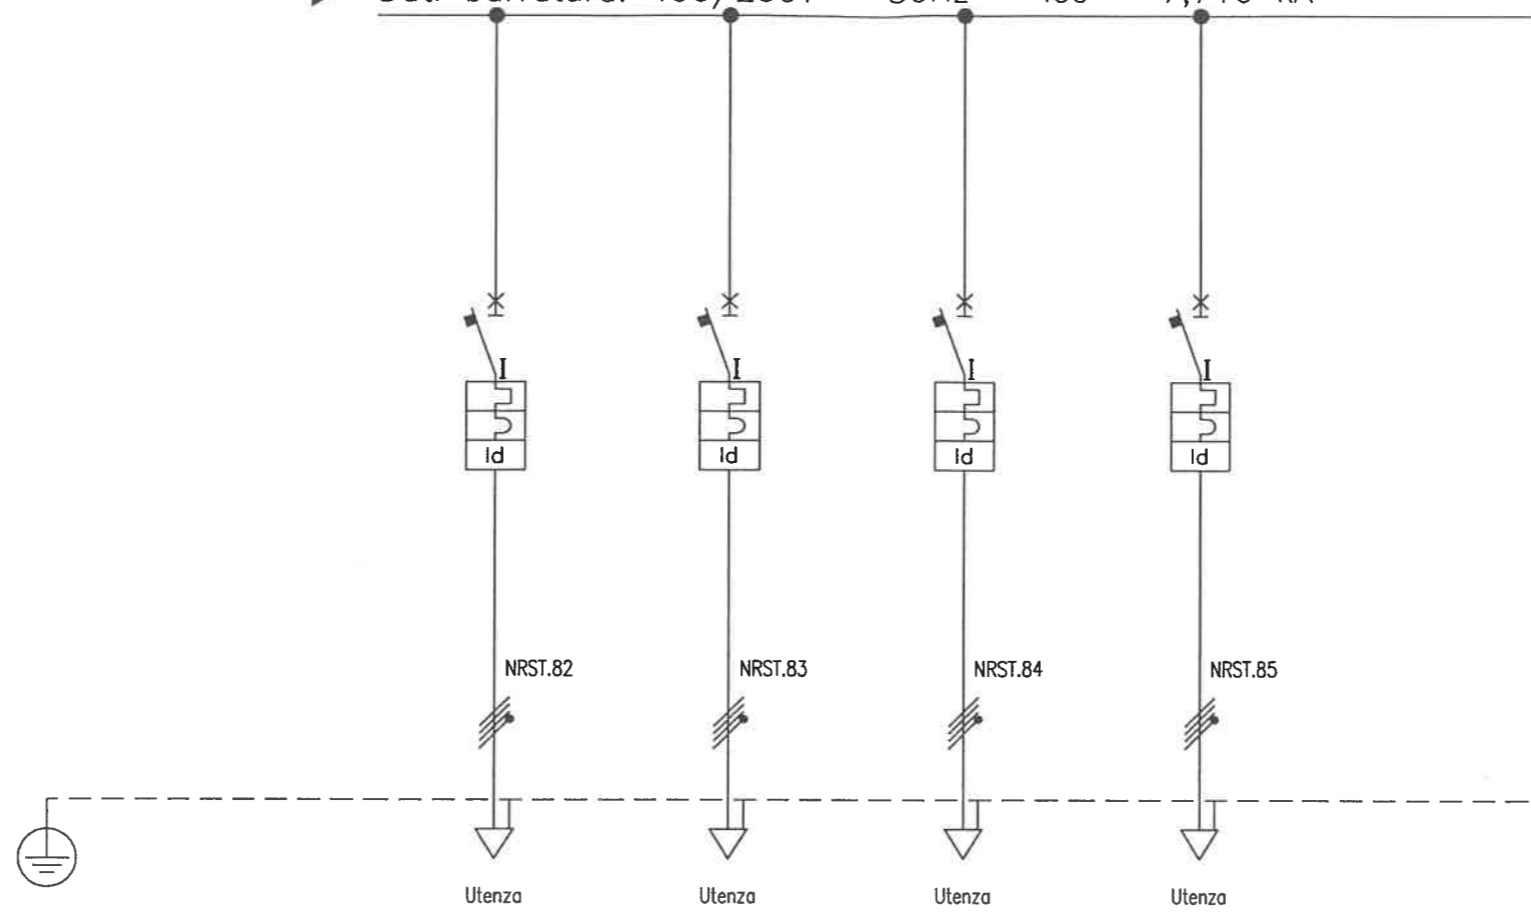 I I I I
Id Id Id Id
NRST.82 NRST.83 NRST.84 NRST.85
Utenza Utenza Utenza Utenza